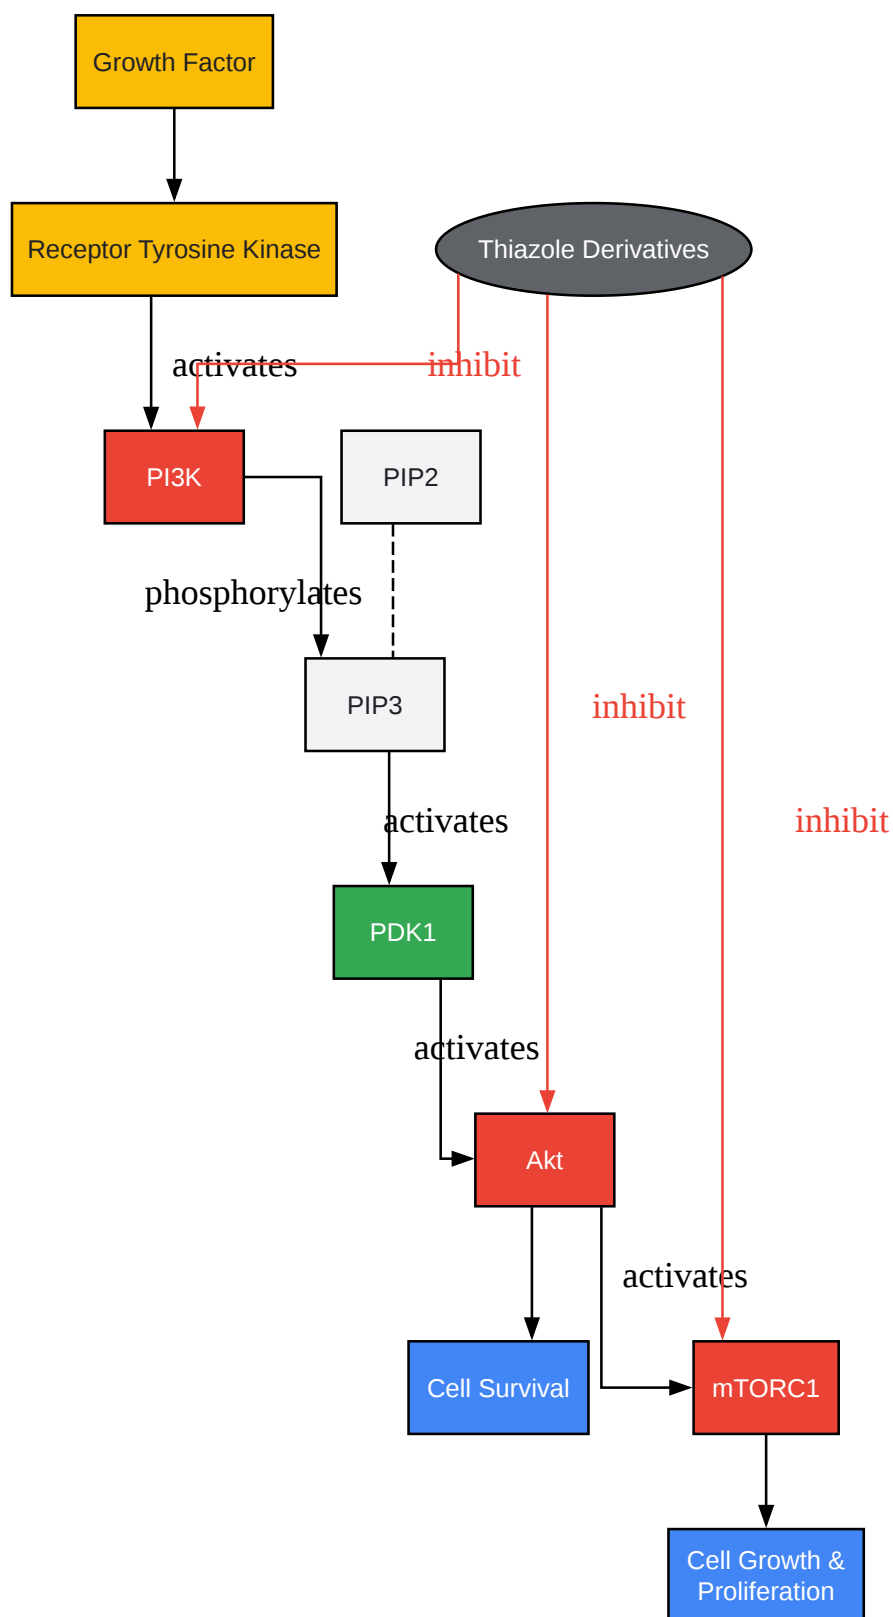 Growth Factor
Receptor Tyrosine Kinase
Thiazole Derivatives
activates
inhibit
PI3K
PIP2
phosphorylates
PIP3
inhibit
activates
inhibit
PDK1
activates
Akt
activates
Cell Survival
mTORC1
Cell Growth &
Proliferation